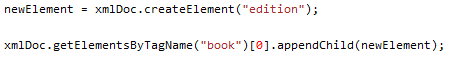 newElement = xmlDoc.createElement("edition");
xmlDoc.getElementsByTagName("book")[0].appendChild(newElement);